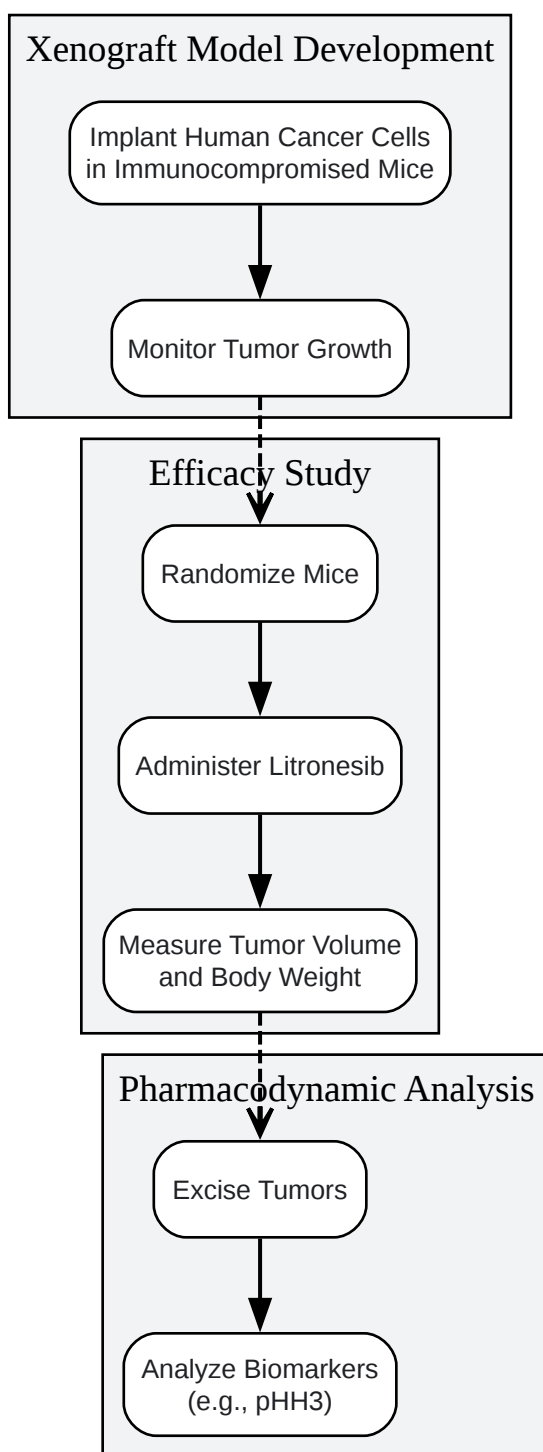 Xenograft Model Development
Implant Human Cancer Cells
in Immunocompromised Mice
Monitor Tumor Growth
Efficacy Study
Randomize Mice
Administer Litronesib
Measure Tumor Volume
and Body Weight
Pharmacodynamic Analysis
Excise Tumors
Analyze Biomarkers
(e.g., pHH3)